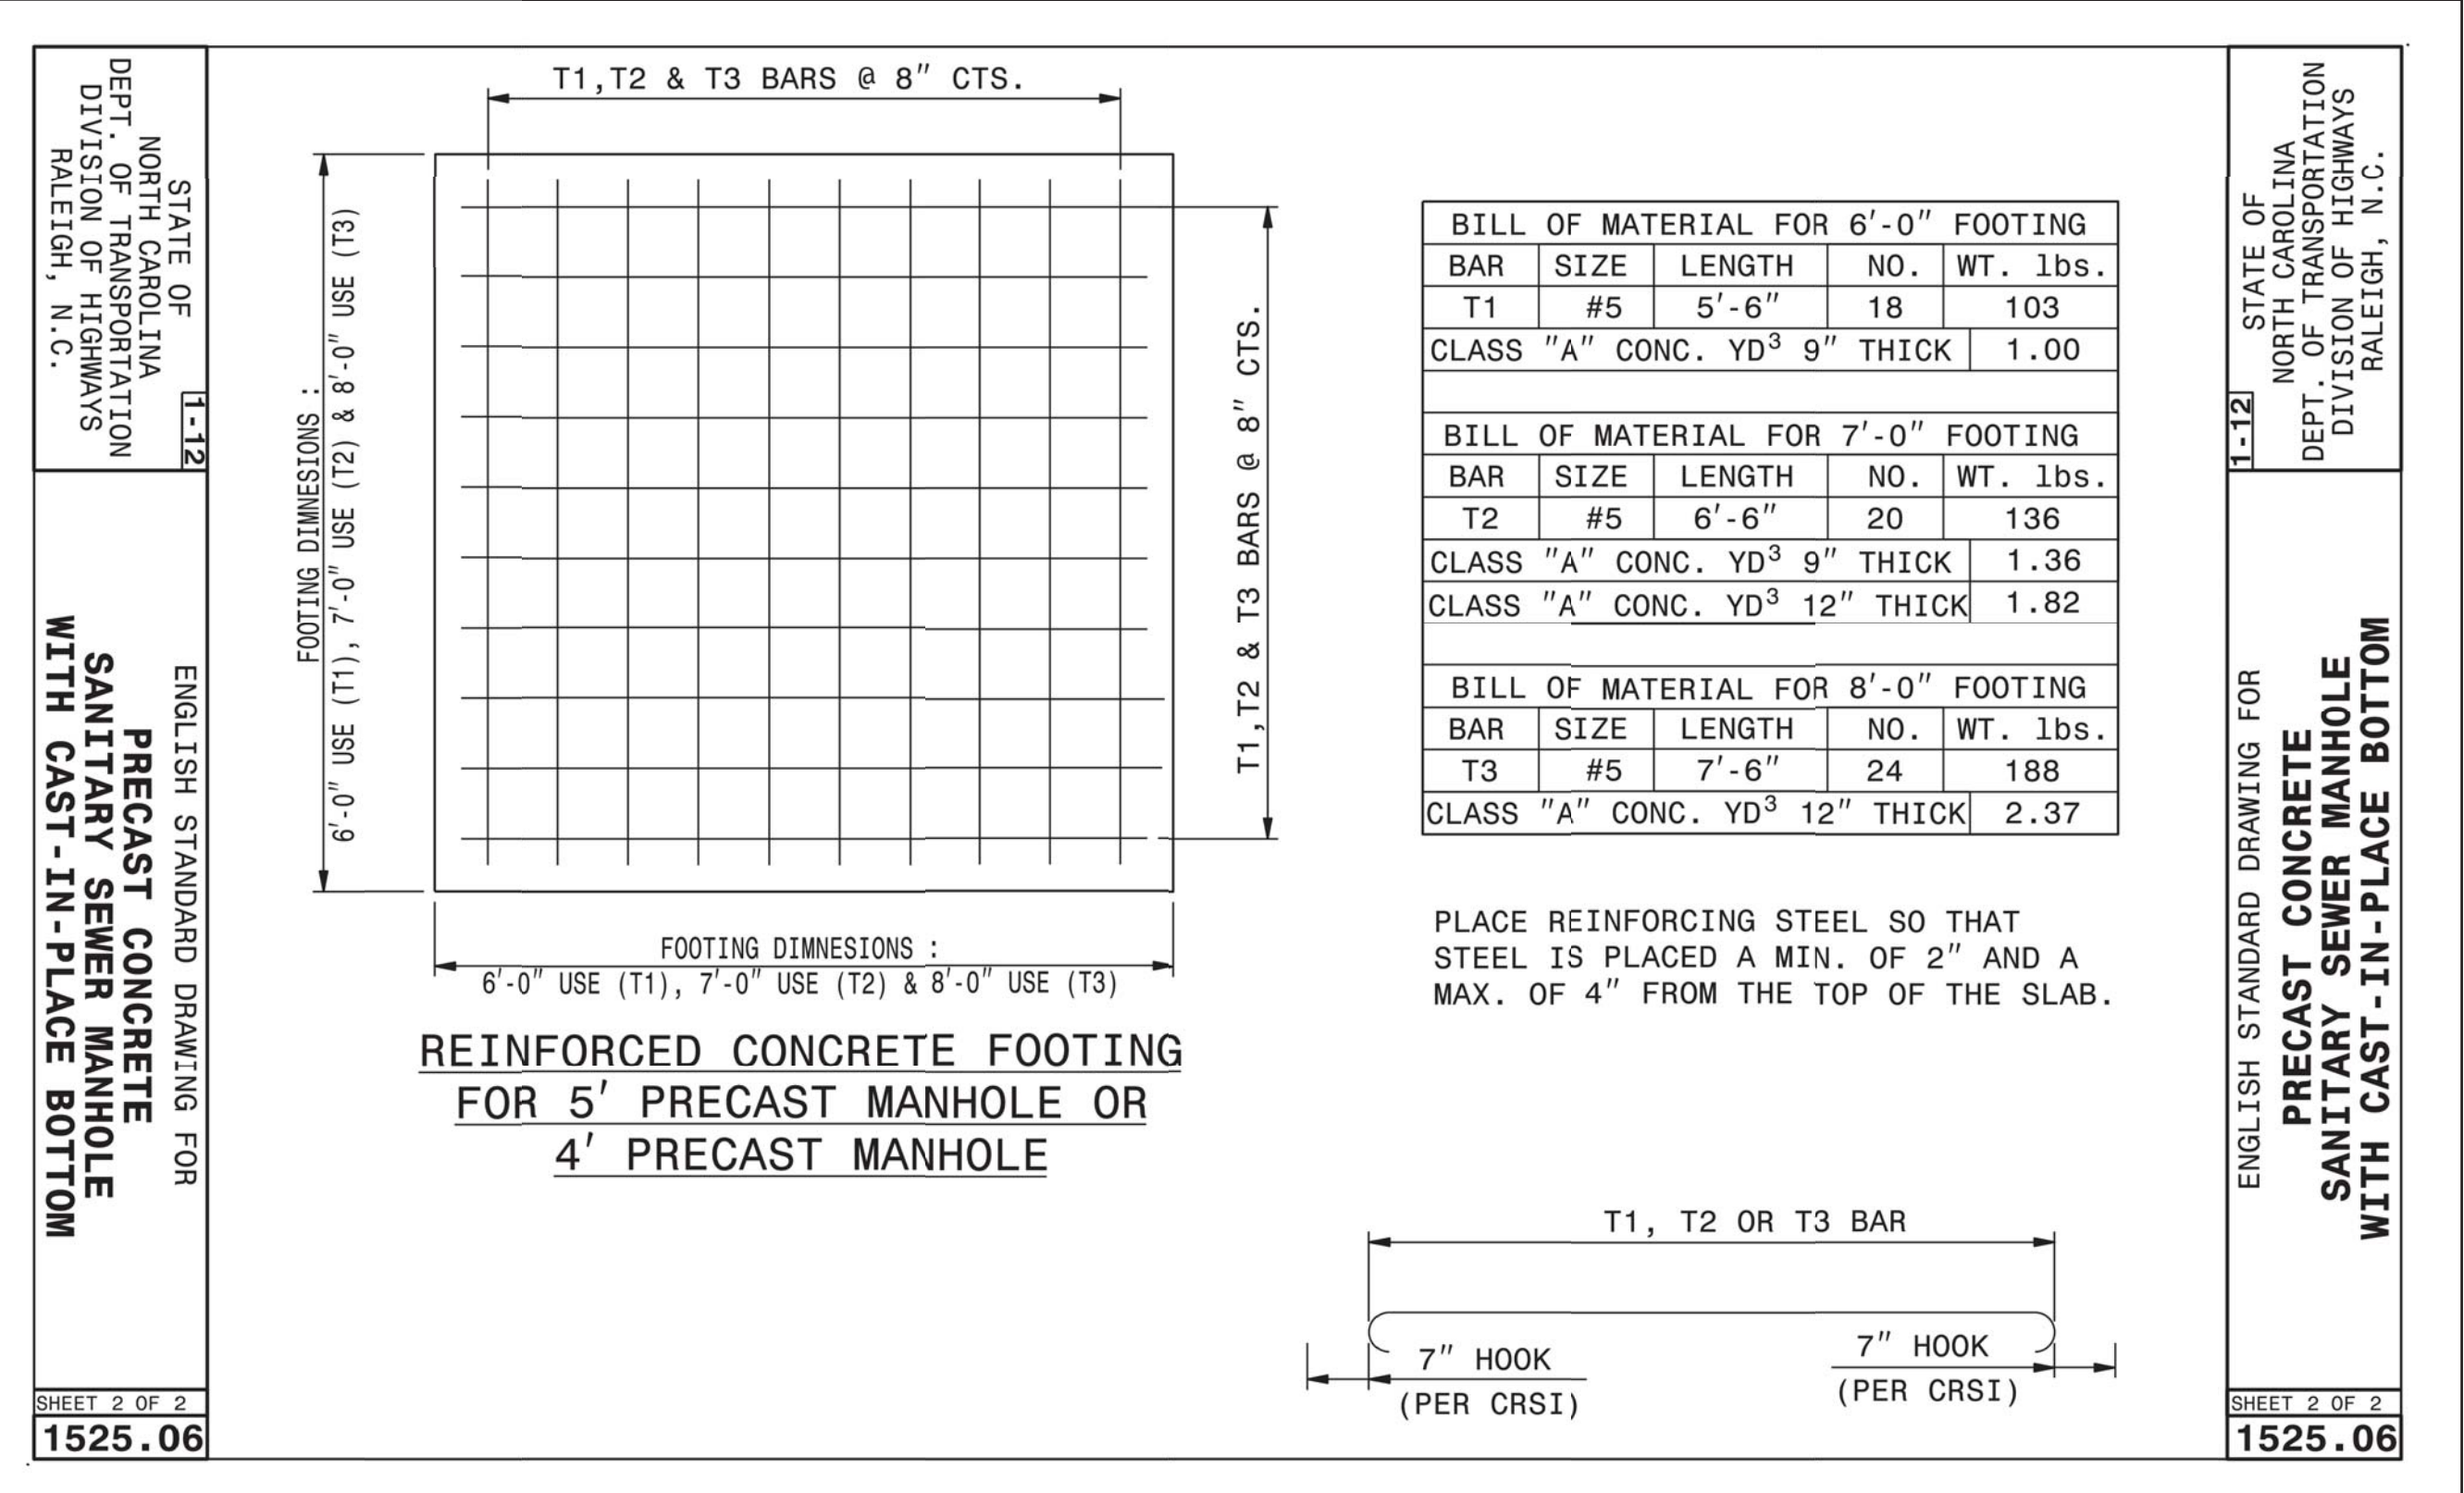 STATE OF
NORTH CAROLINA
DEPT. OF TRANSPORTATION
DIVISION OF HIGHWAYS
RALEIGH, N.C.
1-12
ENGLISH STANDARD DRAWING FOR
PRECAST CONCRETE
SANITARY SEWER MANHOLE
WITH CAST-IN-PLACE BOTTOM
SHEET 2 OF 2
1525.06
T1,T2 & T3 BARS @ 8" CTS.
FOOTING DIMNESIONS :
6'-0" USE (T1), 7'-0" USE (T2) & 8'-0" USE (T3)
T1,T2 & T3 BARS @ 8" CTS.
FOOTING DIMNESIONS :
6'-0" USE (T1), 7'-0" USE (T2) & 8'-0" USE (T3)
REINFORCED CONCRETE FOOTING
FOR 5' PRECAST MANHOLE OR
4' PRECAST MANHOLE
BILL OF MATERIAL FOR 6'-0" FOOTING
BAR SIZE LENGTH NO. WT. lbs.
T1 #5 5'-6" 18 103
CLASS "A" CONC. YD³ 9" THICK 1.00
BILL OF MATERIAL FOR 7'-0" FOOTING
BAR SIZE LENGTH NO. WT. lbs.
T2 #5 6'-6" 20 136
CLASS "A" CONC. YD³ 9" THICK 1.36
CLASS "A" CONC. YD³ 12" THICK 1.82
BILL OF MATERIAL FOR 8'-0" FOOTING
BAR SIZE LENGTH NO. WT. lbs.
T3 #5 7'-6" 24 188
CLASS "A" CONC. YD³ 12" THICK 2.37
PLACE REINFORCING STEEL SO THAT
STEEL IS PLACED A MIN. OF 2" AND A
MAX. OF 4" FROM THE TOP OF THE SLAB.
T1, T2 OR T3 BAR
7" HOOK
(PER CRSI)
7" HOOK
(PER CRSI)
STATE OF
NORTH CAROLINA
DEPT. OF TRANSPORTATION
DIVISION OF HIGHWAYS
RALEIGH, N.C.
1-12
ENGLISH STANDARD DRAWING FOR
PRECAST CONCRETE
SANITARY SEWER MANHOLE
WITH CAST-IN-PLACE BOTTOM
SHEET 2 OF 2
1525.06